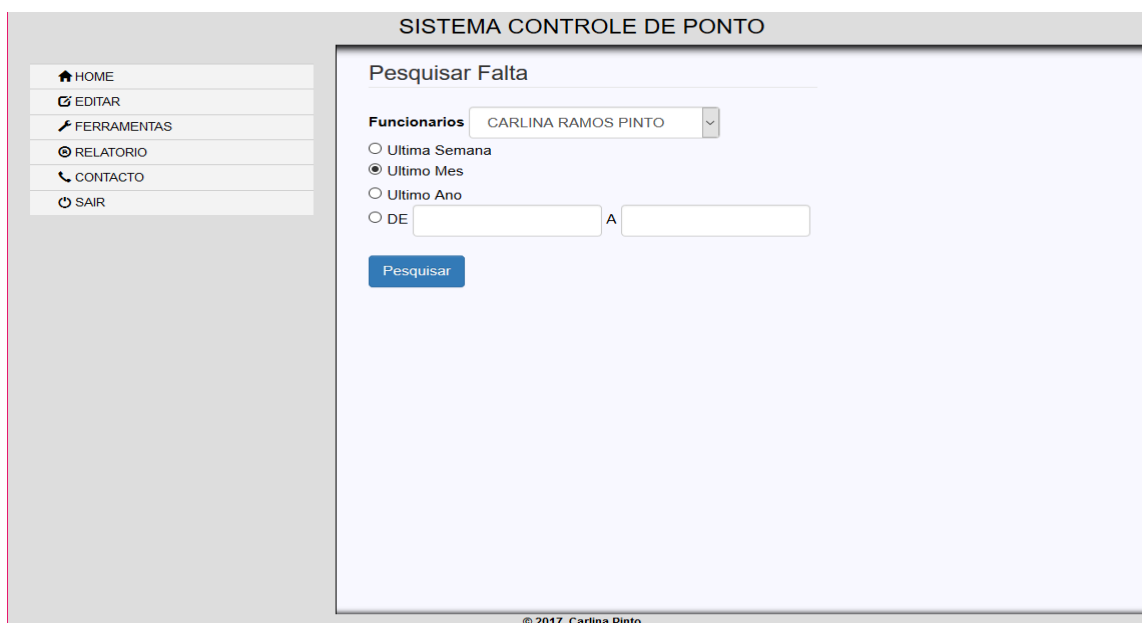 SISTEMA CONTROLE DE PONTO
HOME
EDITAR
FERRAMENTAS
RELATORIO
CONTACTO
SAIR
Pesquisar Falta
Funcionarios CARLINA RAMOS PINTO
Ultima Semana
Ultimo Mes
Ultimo Ano
DE A
Pesquisar
© 2017 Carlina Pinto